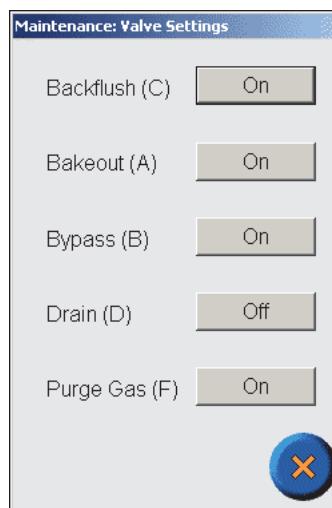 Maintenance: Valve Settings
Backflush (C) On
Bakeout (A) On
Bypass (B) On
Drain (D) Off
Purge Gas (F) On